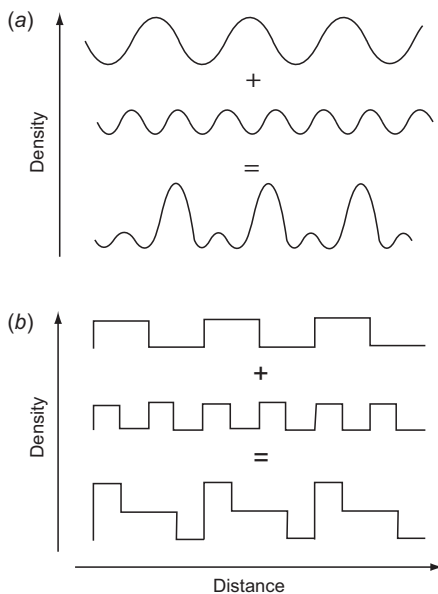 (a)
Density
+
=
(b)
Density
+
=
Distance